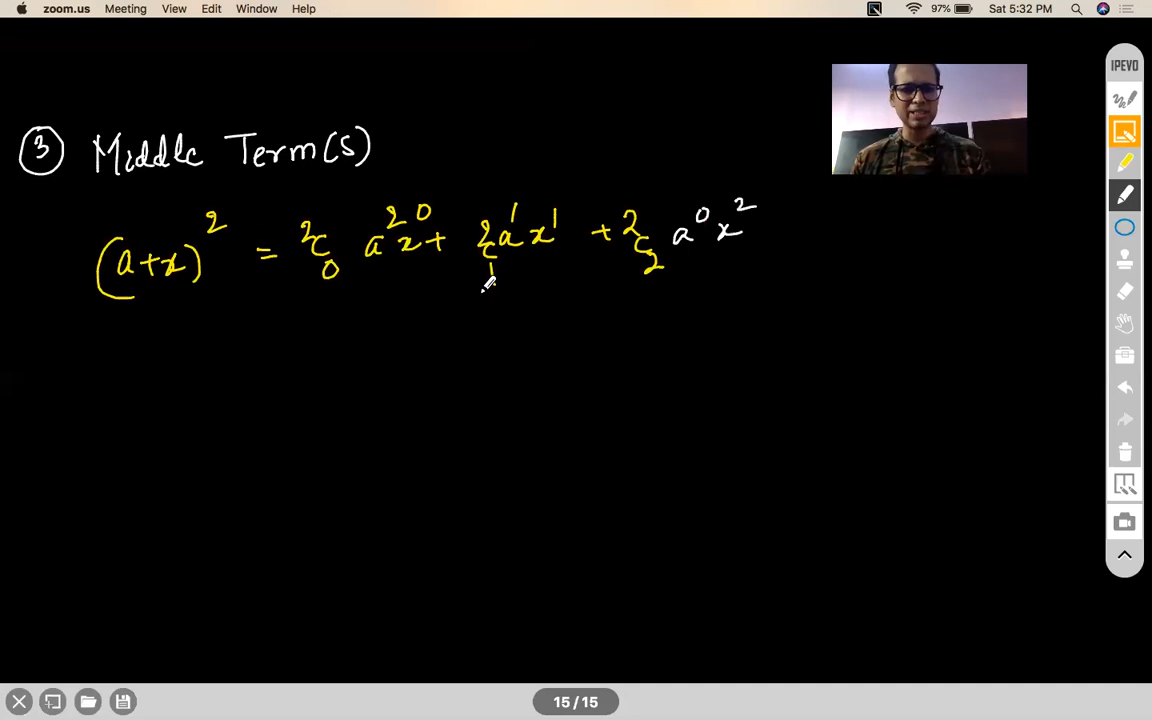 zoom.us Meeting View Edit Window Help 97% Sat 5:32 PM
IPEVO
③ Middle Term(s)
(a+x)² = ²C₀ a²x⁰ + ²C₁ a¹x¹ + ²C₂ a⁰x²
15 / 15